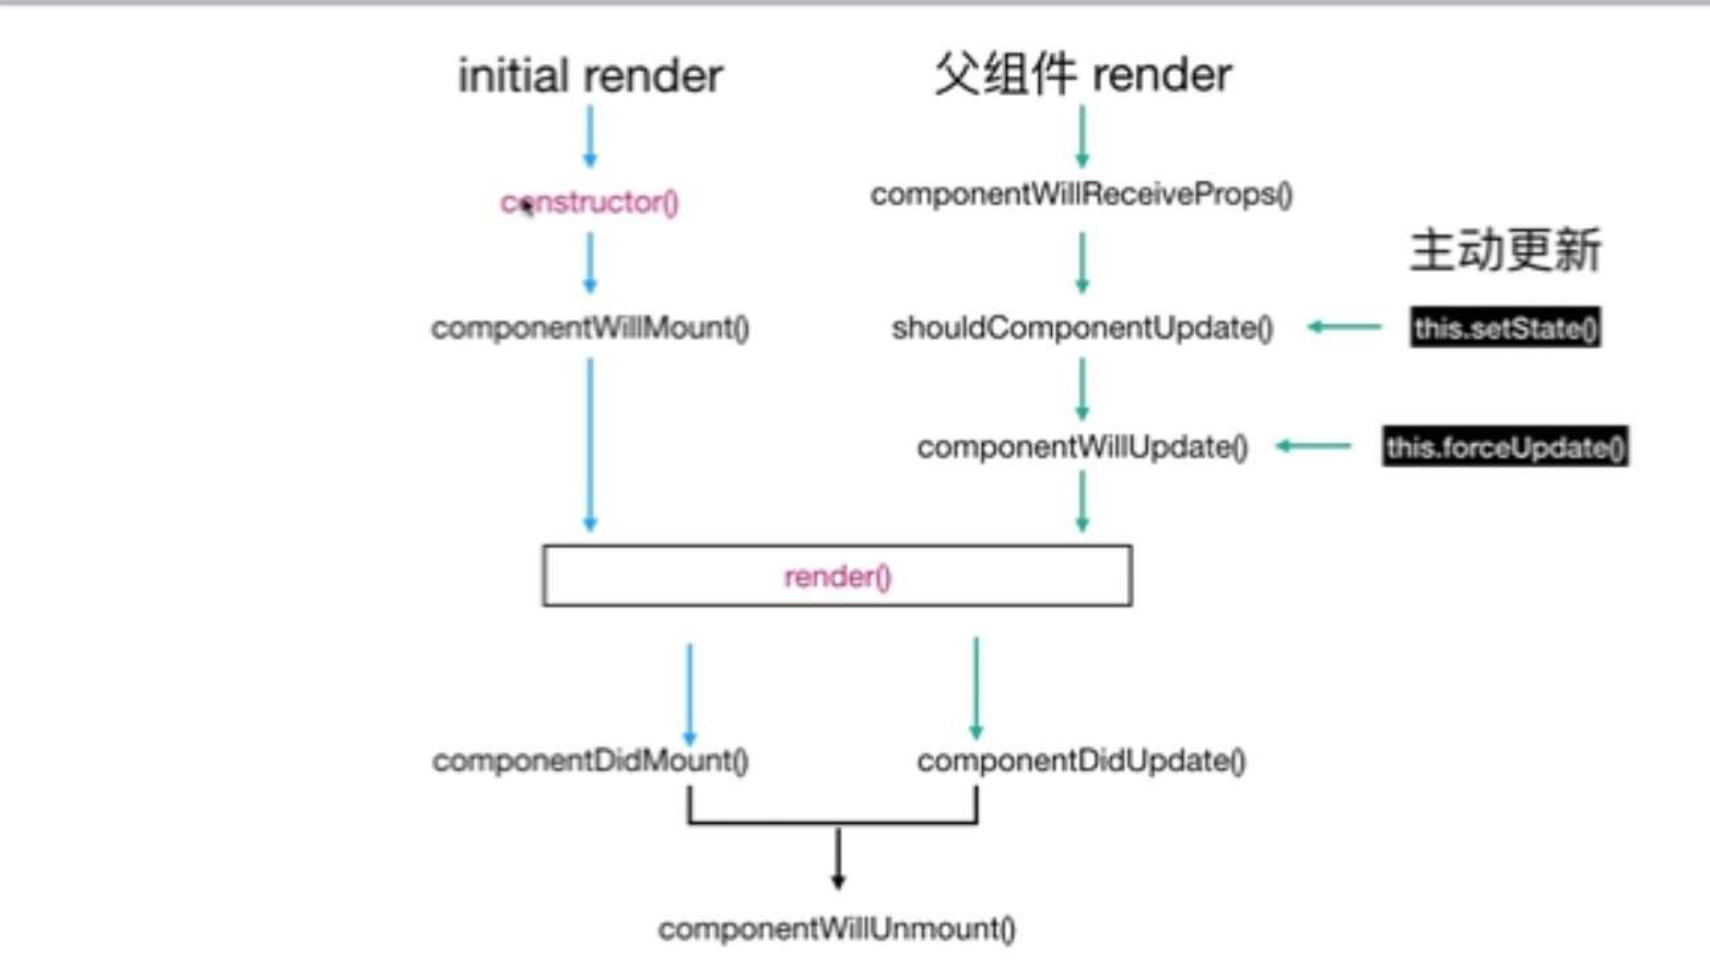 initial render
父组件 render
constructor()
componentWillReceiveProps()
主动更新
componentWillMount()
shouldComponentUpdate()
this.setState()
componentWillUpdate()
this.forceUpdate()
render()
componentDidMount()
componentDidUpdate()
componentWillUnmount()